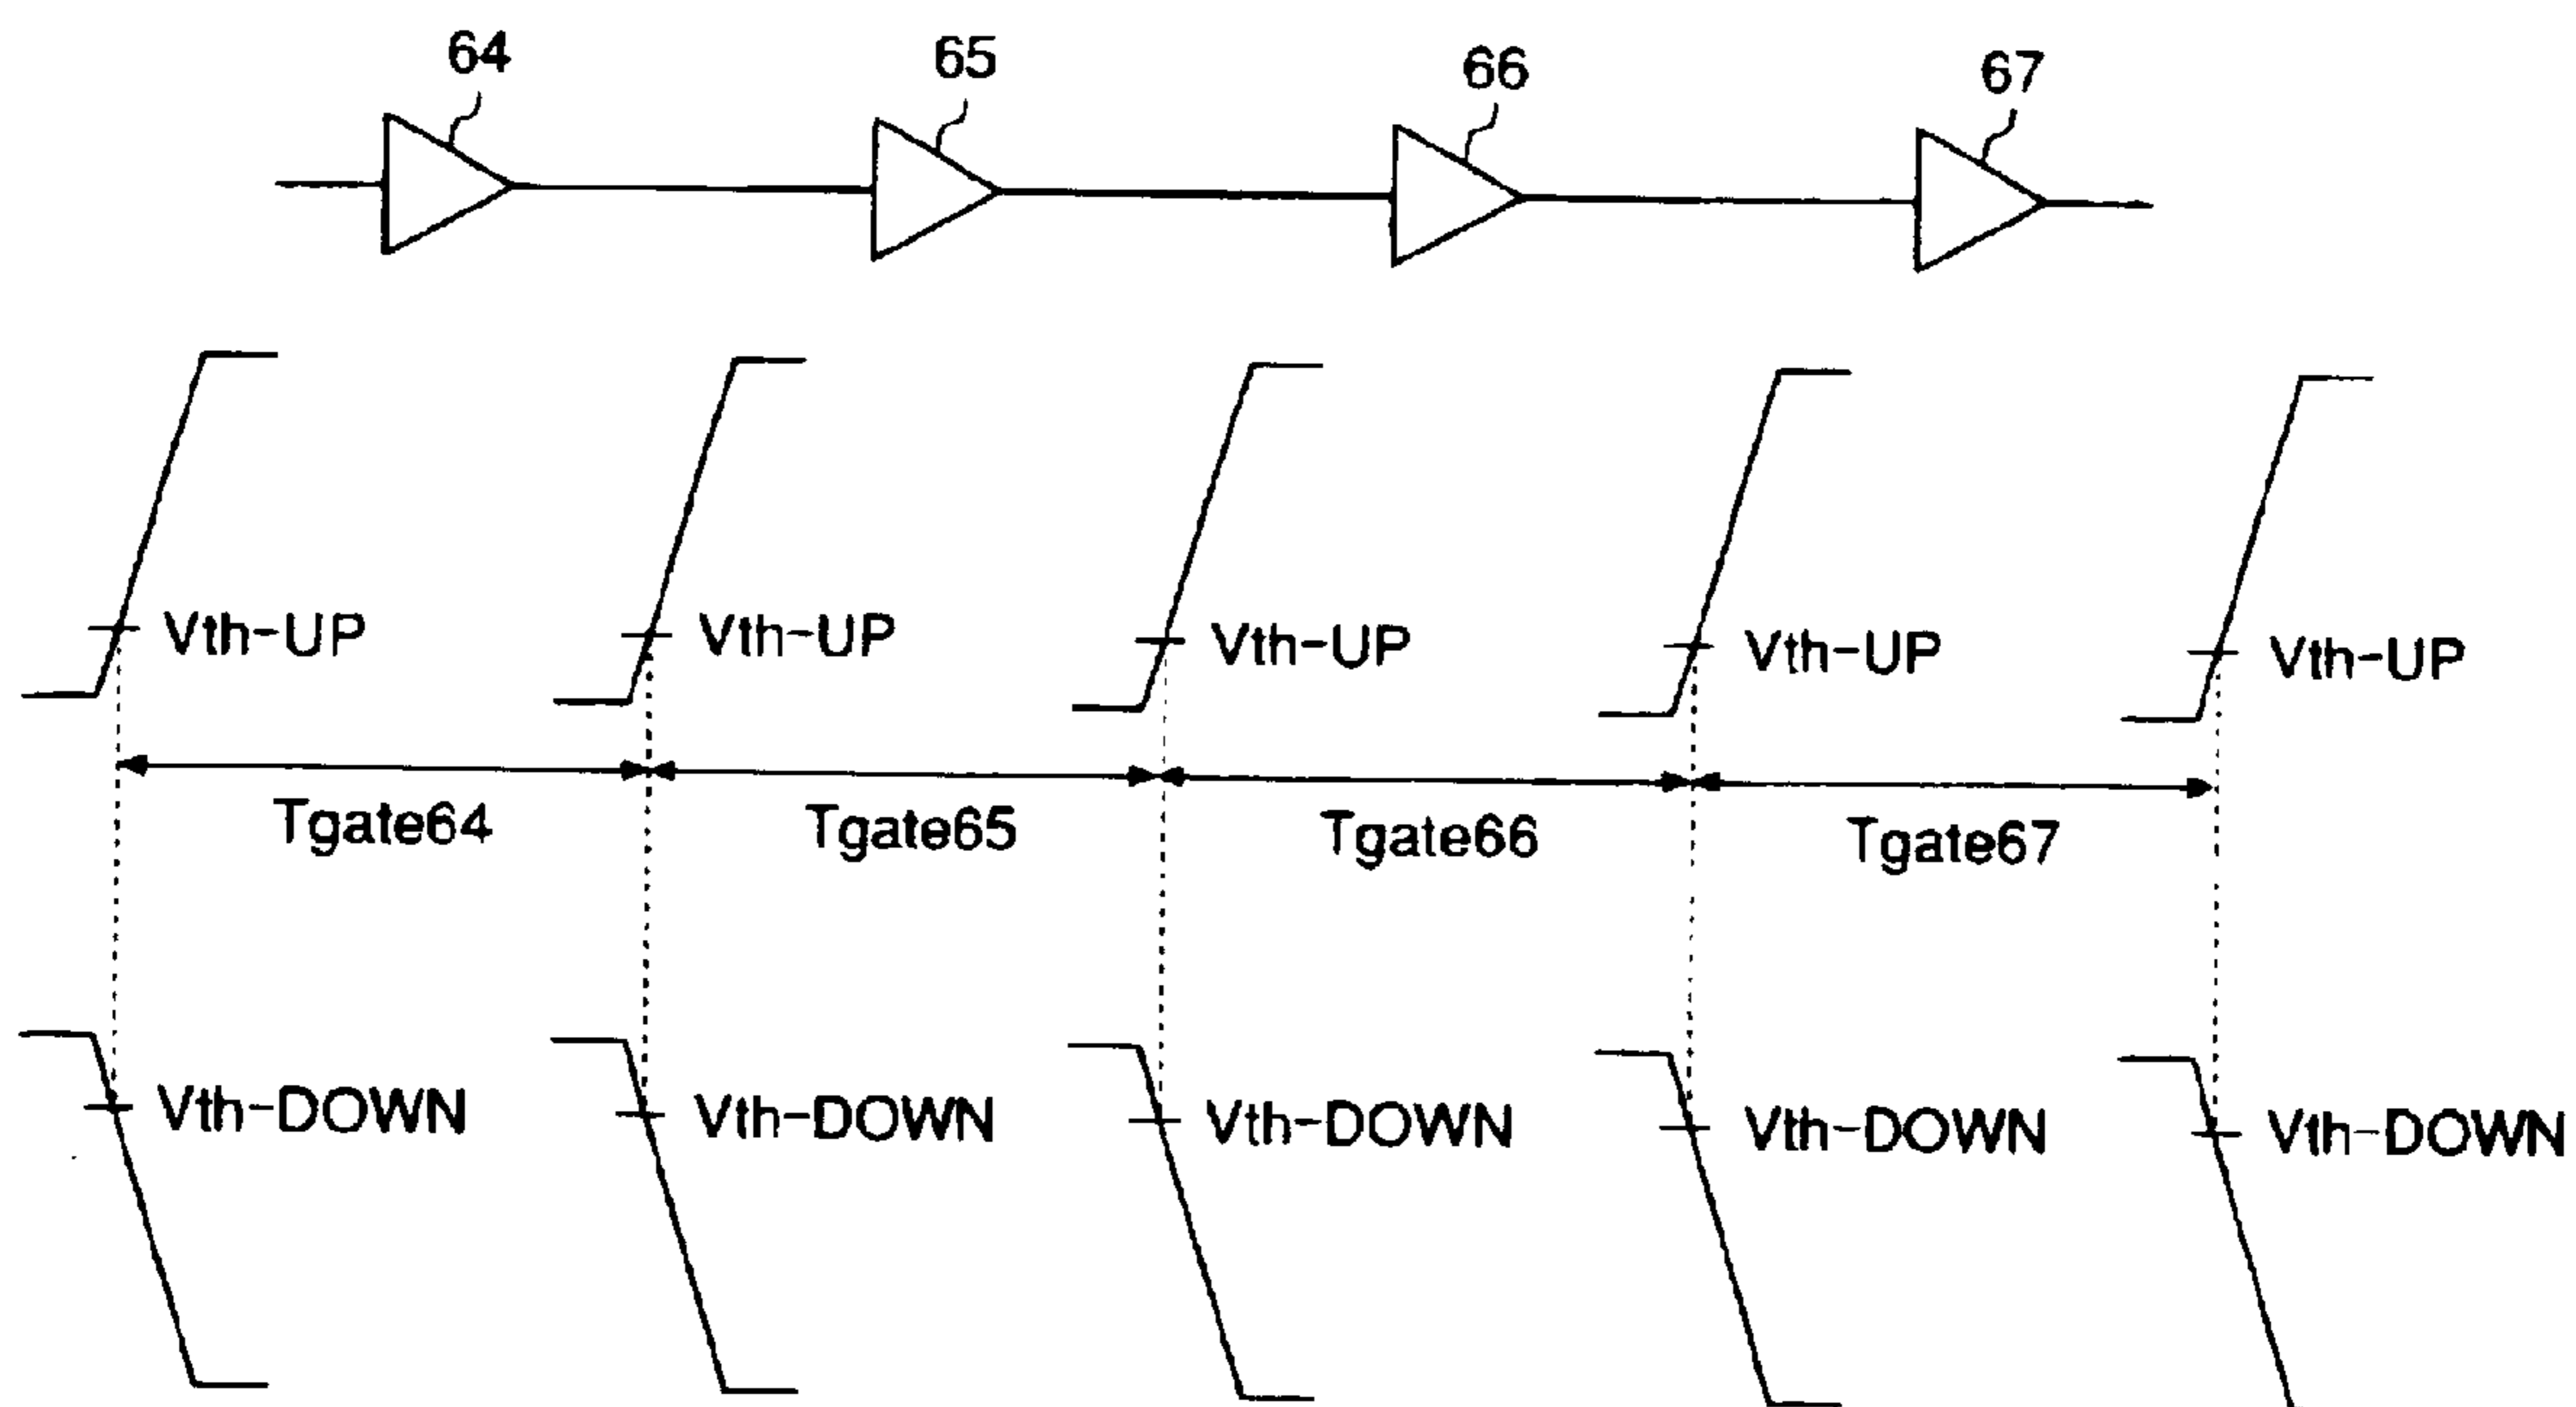 64
65
66
67
Vth-UP
Vth-UP
Vth-UP
Vth-UP
Vth-UP
Tgate64
Tgate65
Tgate66
Tgate67
Vth-DOWN
Vth-DOWN
Vth-DOWN
Vth-DOWN
Vth-DOWN